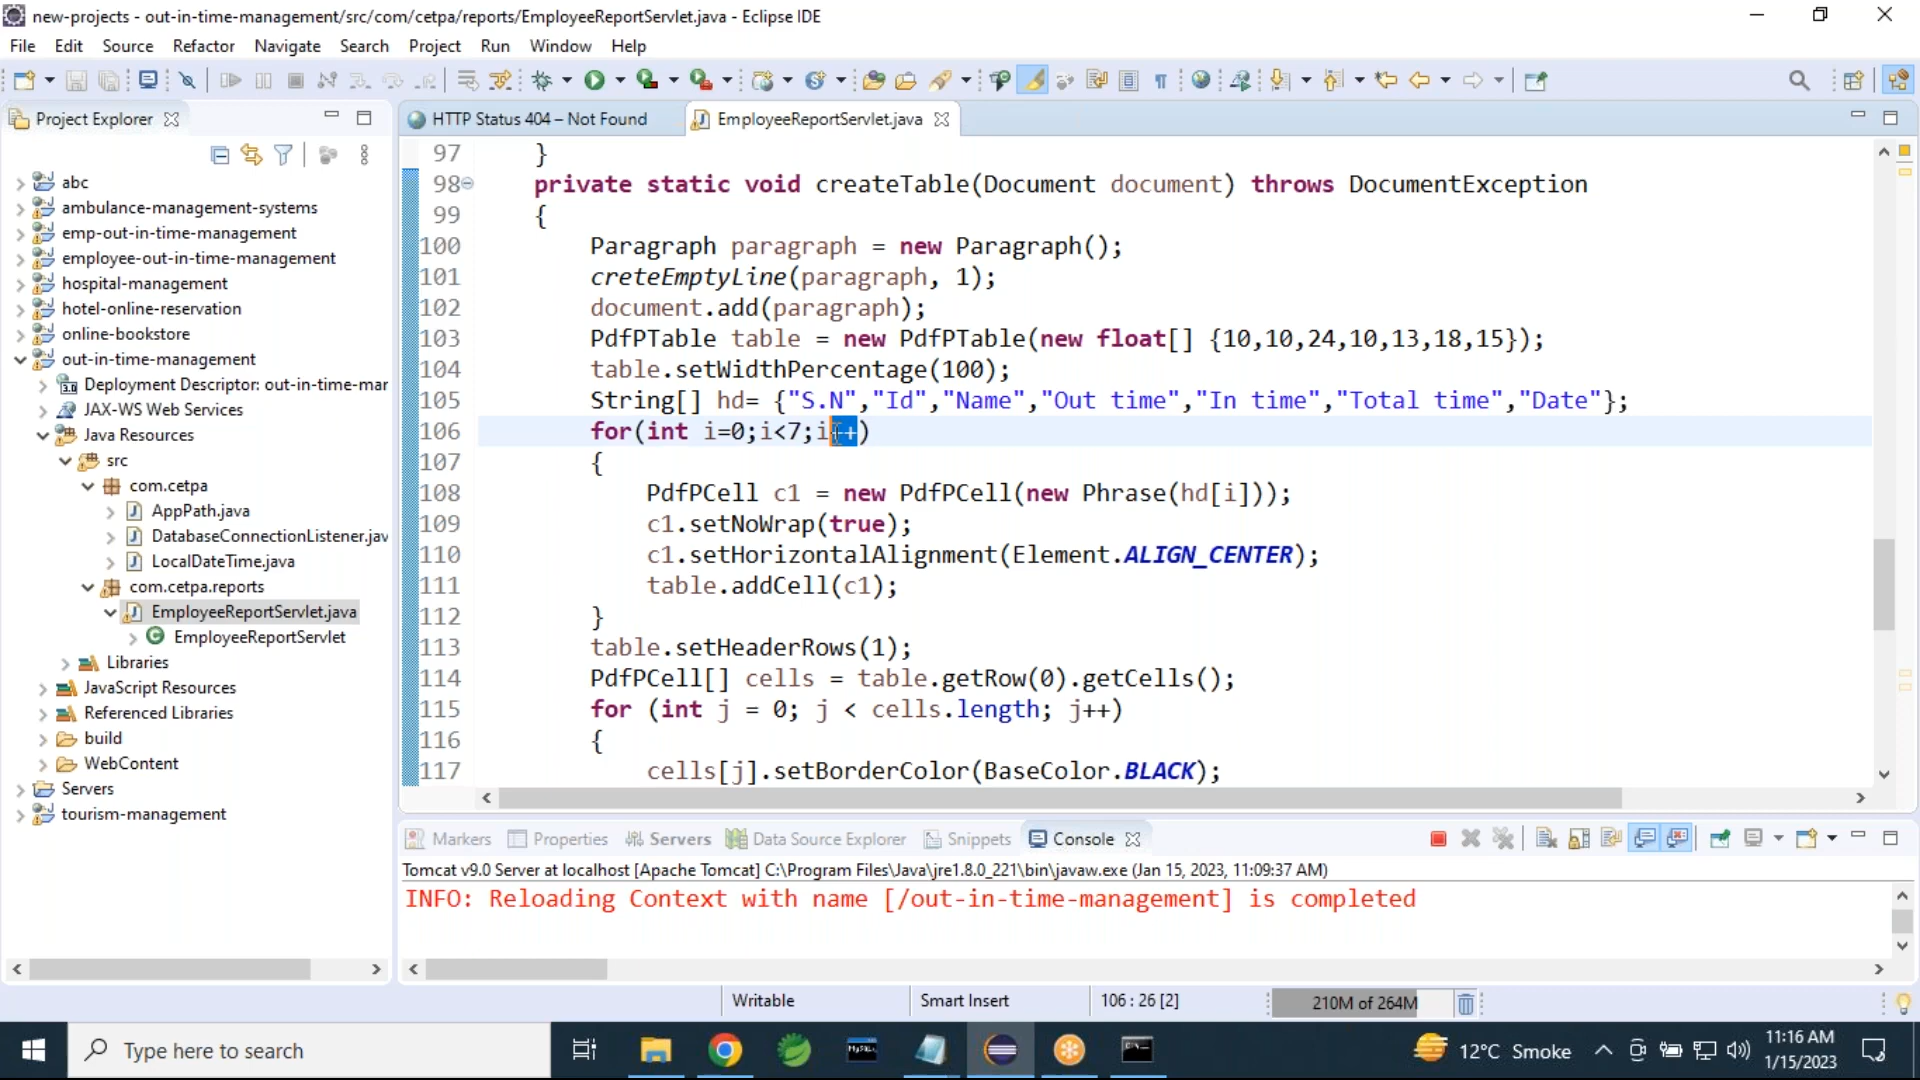 new-projects - out-in-time-management/src/com/cetpa/reports/EmployeeReportServlet.java - Eclipse IDE
File Edit Source Refactor Navigate Search Project Run Window Help
Project Explorer
abc
ambulance-management-systems
emp-out-in-time-management
employee-out-in-time-management
hospital-management
hotel-online-reservation
online-bookstore
out-in-time-management
Deployment Descriptor: out-in-time-mar
JAX-WS Web Services
Java Resources
src
com.cetpa
AppPath.java
DatabaseConnectionListener.jav
LocalDateTime.java
com.cetpa.reports
EmployeeReportServlet.java
EmployeeReportServlet
Libraries
JavaScript Resources
Referenced Libraries
build
WebContent
Servers
tourism-management
HTTP Status 404 – Not Found EmployeeReportServlet.java
97 }
98 private static void createTable(Document document) throws DocumentException
99 {
100 Paragraph paragraph = new Paragraph();
101 creteEmptyLine(paragraph, 1);
102 document.add(paragraph);
103 PdfPTable table = new PdfPTable(new float[] {10,10,24,10,13,18,15});
104 table.setWidthPercentage(100);
105 String[] hd= {"S.N","Id","Name","Out time","In time","Total time","Date"};
106 for(int i=0;i<7;i++)
107 {
108 PdfPCell c1 = new PdfPCell(new Phrase(hd[i]));
109 c1.setNoWrap(true);
110 c1.setHorizontalAlignment(Element.ALIGN_CENTER);
111 table.addCell(c1);
112 }
113 table.setHeaderRows(1);
114 PdfPCell[] cells = table.getRow(0).getCells();
115 for (int j = 0; j < cells.length; j++)
116 {
117 cells[j].setBorderColor(BaseColor.BLACK);
Markers Properties Servers Data Source Explorer Snippets Console
Tomcat v9.0 Server at localhost [Apache Tomcat] C:\Program Files\Java\jre1.8.0_221\bin\javaw.exe (Jan 15, 2023, 11:09:37 AM)
INFO: Reloading Context with name [/out-in-time-management] is completed
Writable Smart Insert 106 : 26 [2] 210M of 264M
Type here to search
12°C Smoke
11:16 AM
1/15/2023